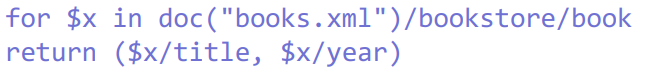 for $x in doc("books.xml")/bookstore/book
return ($x/title, $x/year)